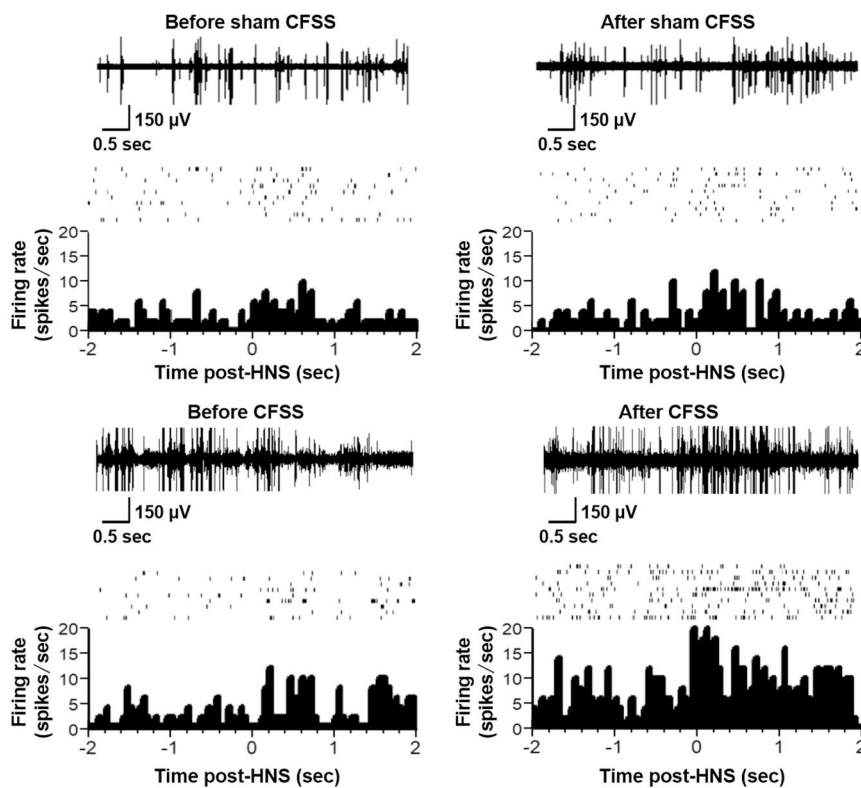 Before sham CFSS
After sham CFSS
150 µV
0.5 sec
150 µV
0.5 sec
Firing rate
(spikes/sec)
20
15
10
5
0
-2
-1
0
1
2
Time post-HNS (sec)
Firing rate
(spikes/sec)
20
15
10
5
0
-2
-1
0
1
2
Time post-HNS (sec)
Before CFSS
After CFSS
150 µV
0.5 sec
150 µV
0.5 sec
Firing rate
(spikes/sec)
20
15
10
5
0
-2
-1
0
1
2
Time post-HNS (sec)
Firing rate
(spikes/sec)
20
15
10
5
0
-2
-1
0
1
2
Time post-HNS (sec)